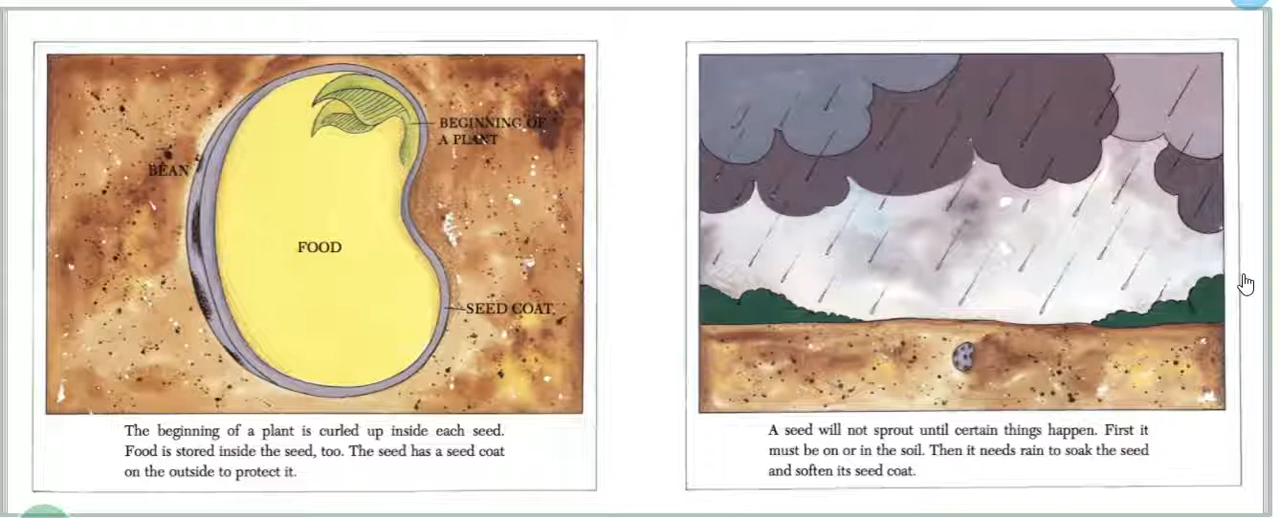 BEGINNING OF
A PLANT
BEAN
FOOD
SEED COAT
The beginning of a plant is curled up inside each seed.
Food is stored inside the seed, too. The seed has a seed coat
on the outside to protect it.
A seed will not sprout until certain things happen. First it
must be on or in the soil. Then it needs rain to soak the seed
and soften its seed coat.